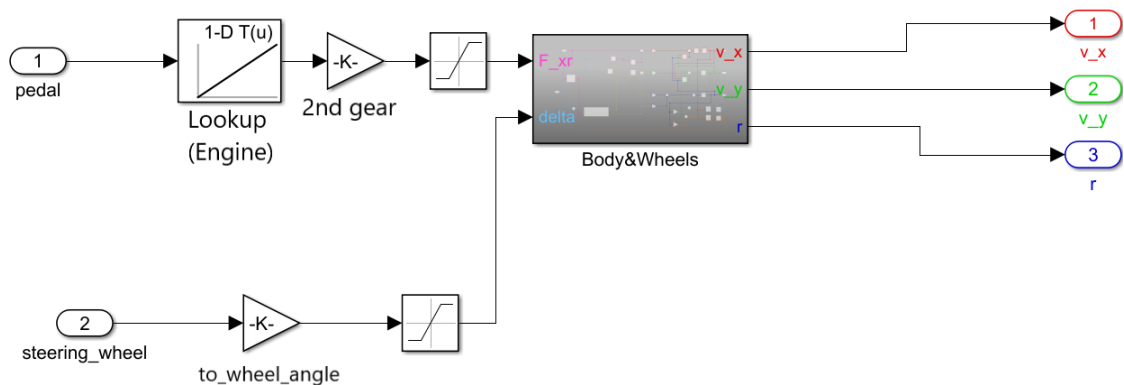 1
pedal
1-D T(u)
Lookup
(Engine)
-K-
2nd gear
F_xr
delta
v_x
v_y
r
Body&Wheels
1
v_x
2
v_y
3
r
2
steering_wheel
-K-
to_wheel_angle